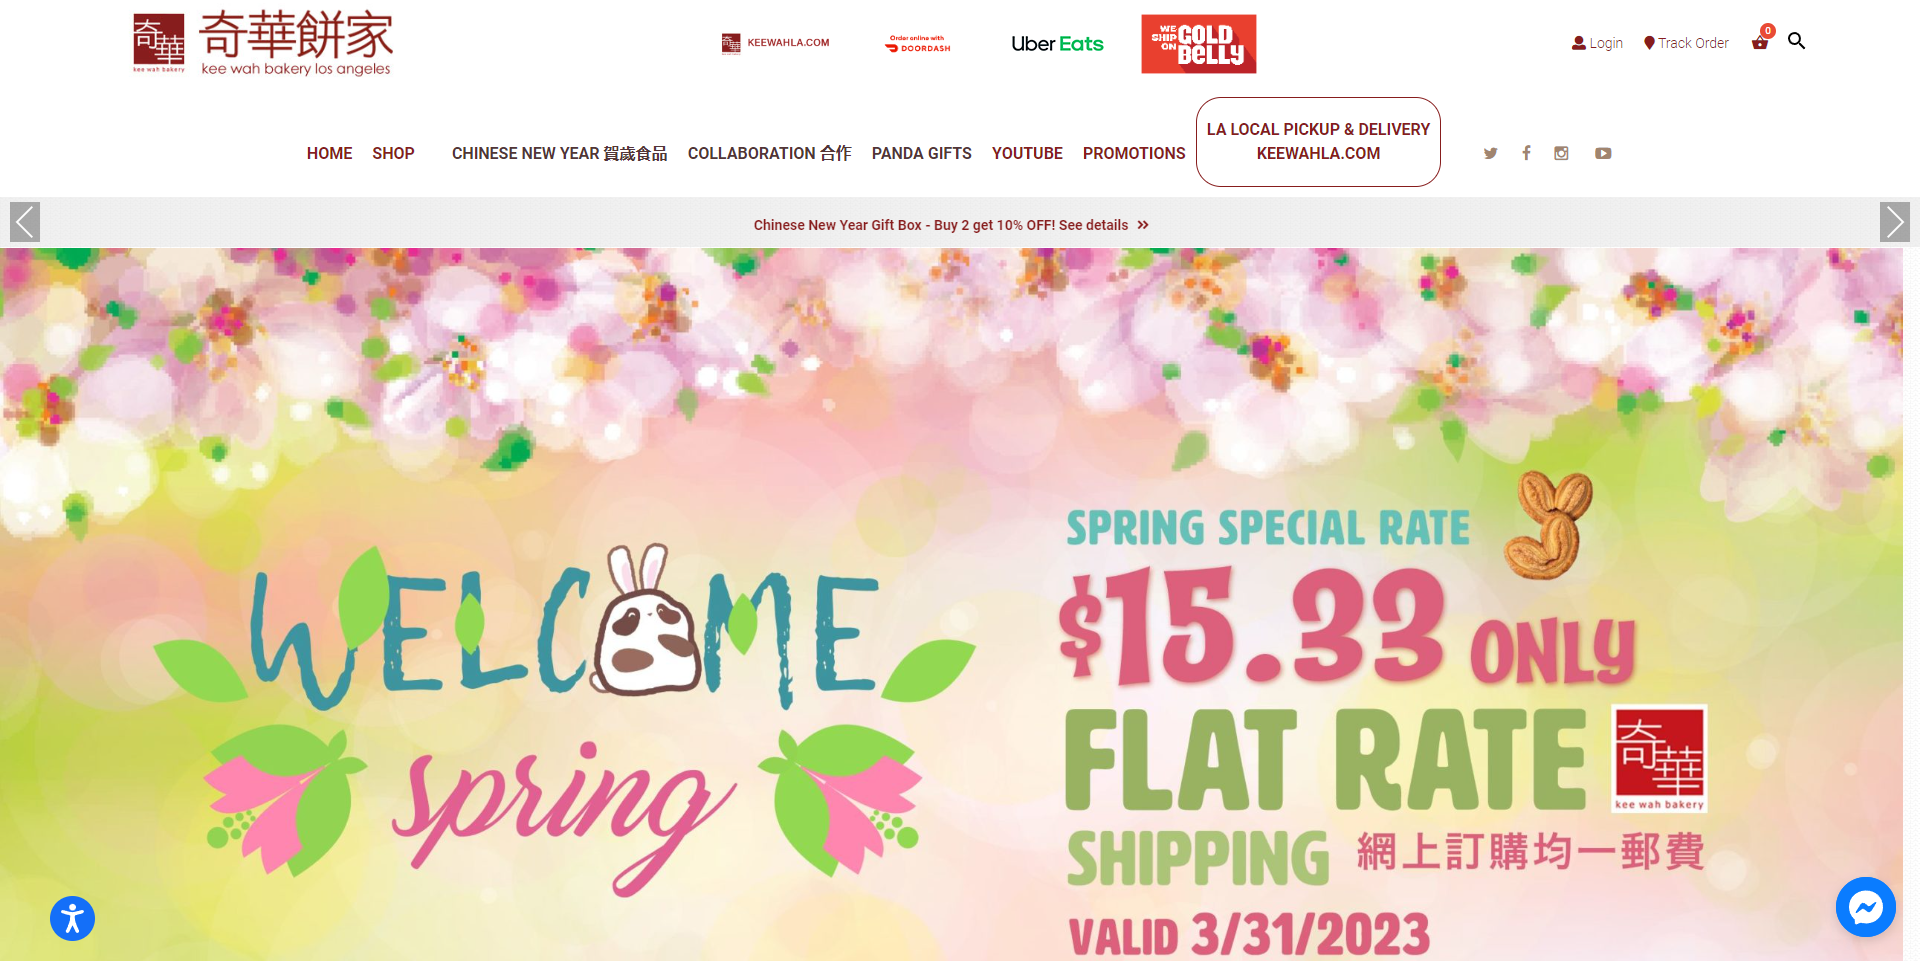 奇華
kee wah bakery
奇華餅家
kee wah bakery los angeles
奇華
KEEWAHLA.COM
Order online with
DOORDASH
Uber Eats
WE SHIP ON
GOLD BELLY
Login
Track Order
0
HOME
SHOP
CHINESE NEW YEAR 賀歲食品
COLLABORATION 合作
PANDA GIFTS
YOUTUBE
PROMOTIONS
LA LOCAL PICKUP & DELIVERY
KEEWAHLA.COM
Chinese New Year Gift Box - Buy 2 get 10% OFF! See details »
WELCOME
spring
SPRING SPECIAL RATE
$15.33 ONLY
FLAT RATE
奇華
kee wah bakery
SHIPPING 網上訂購均一郵費
VALID 3/31/2023